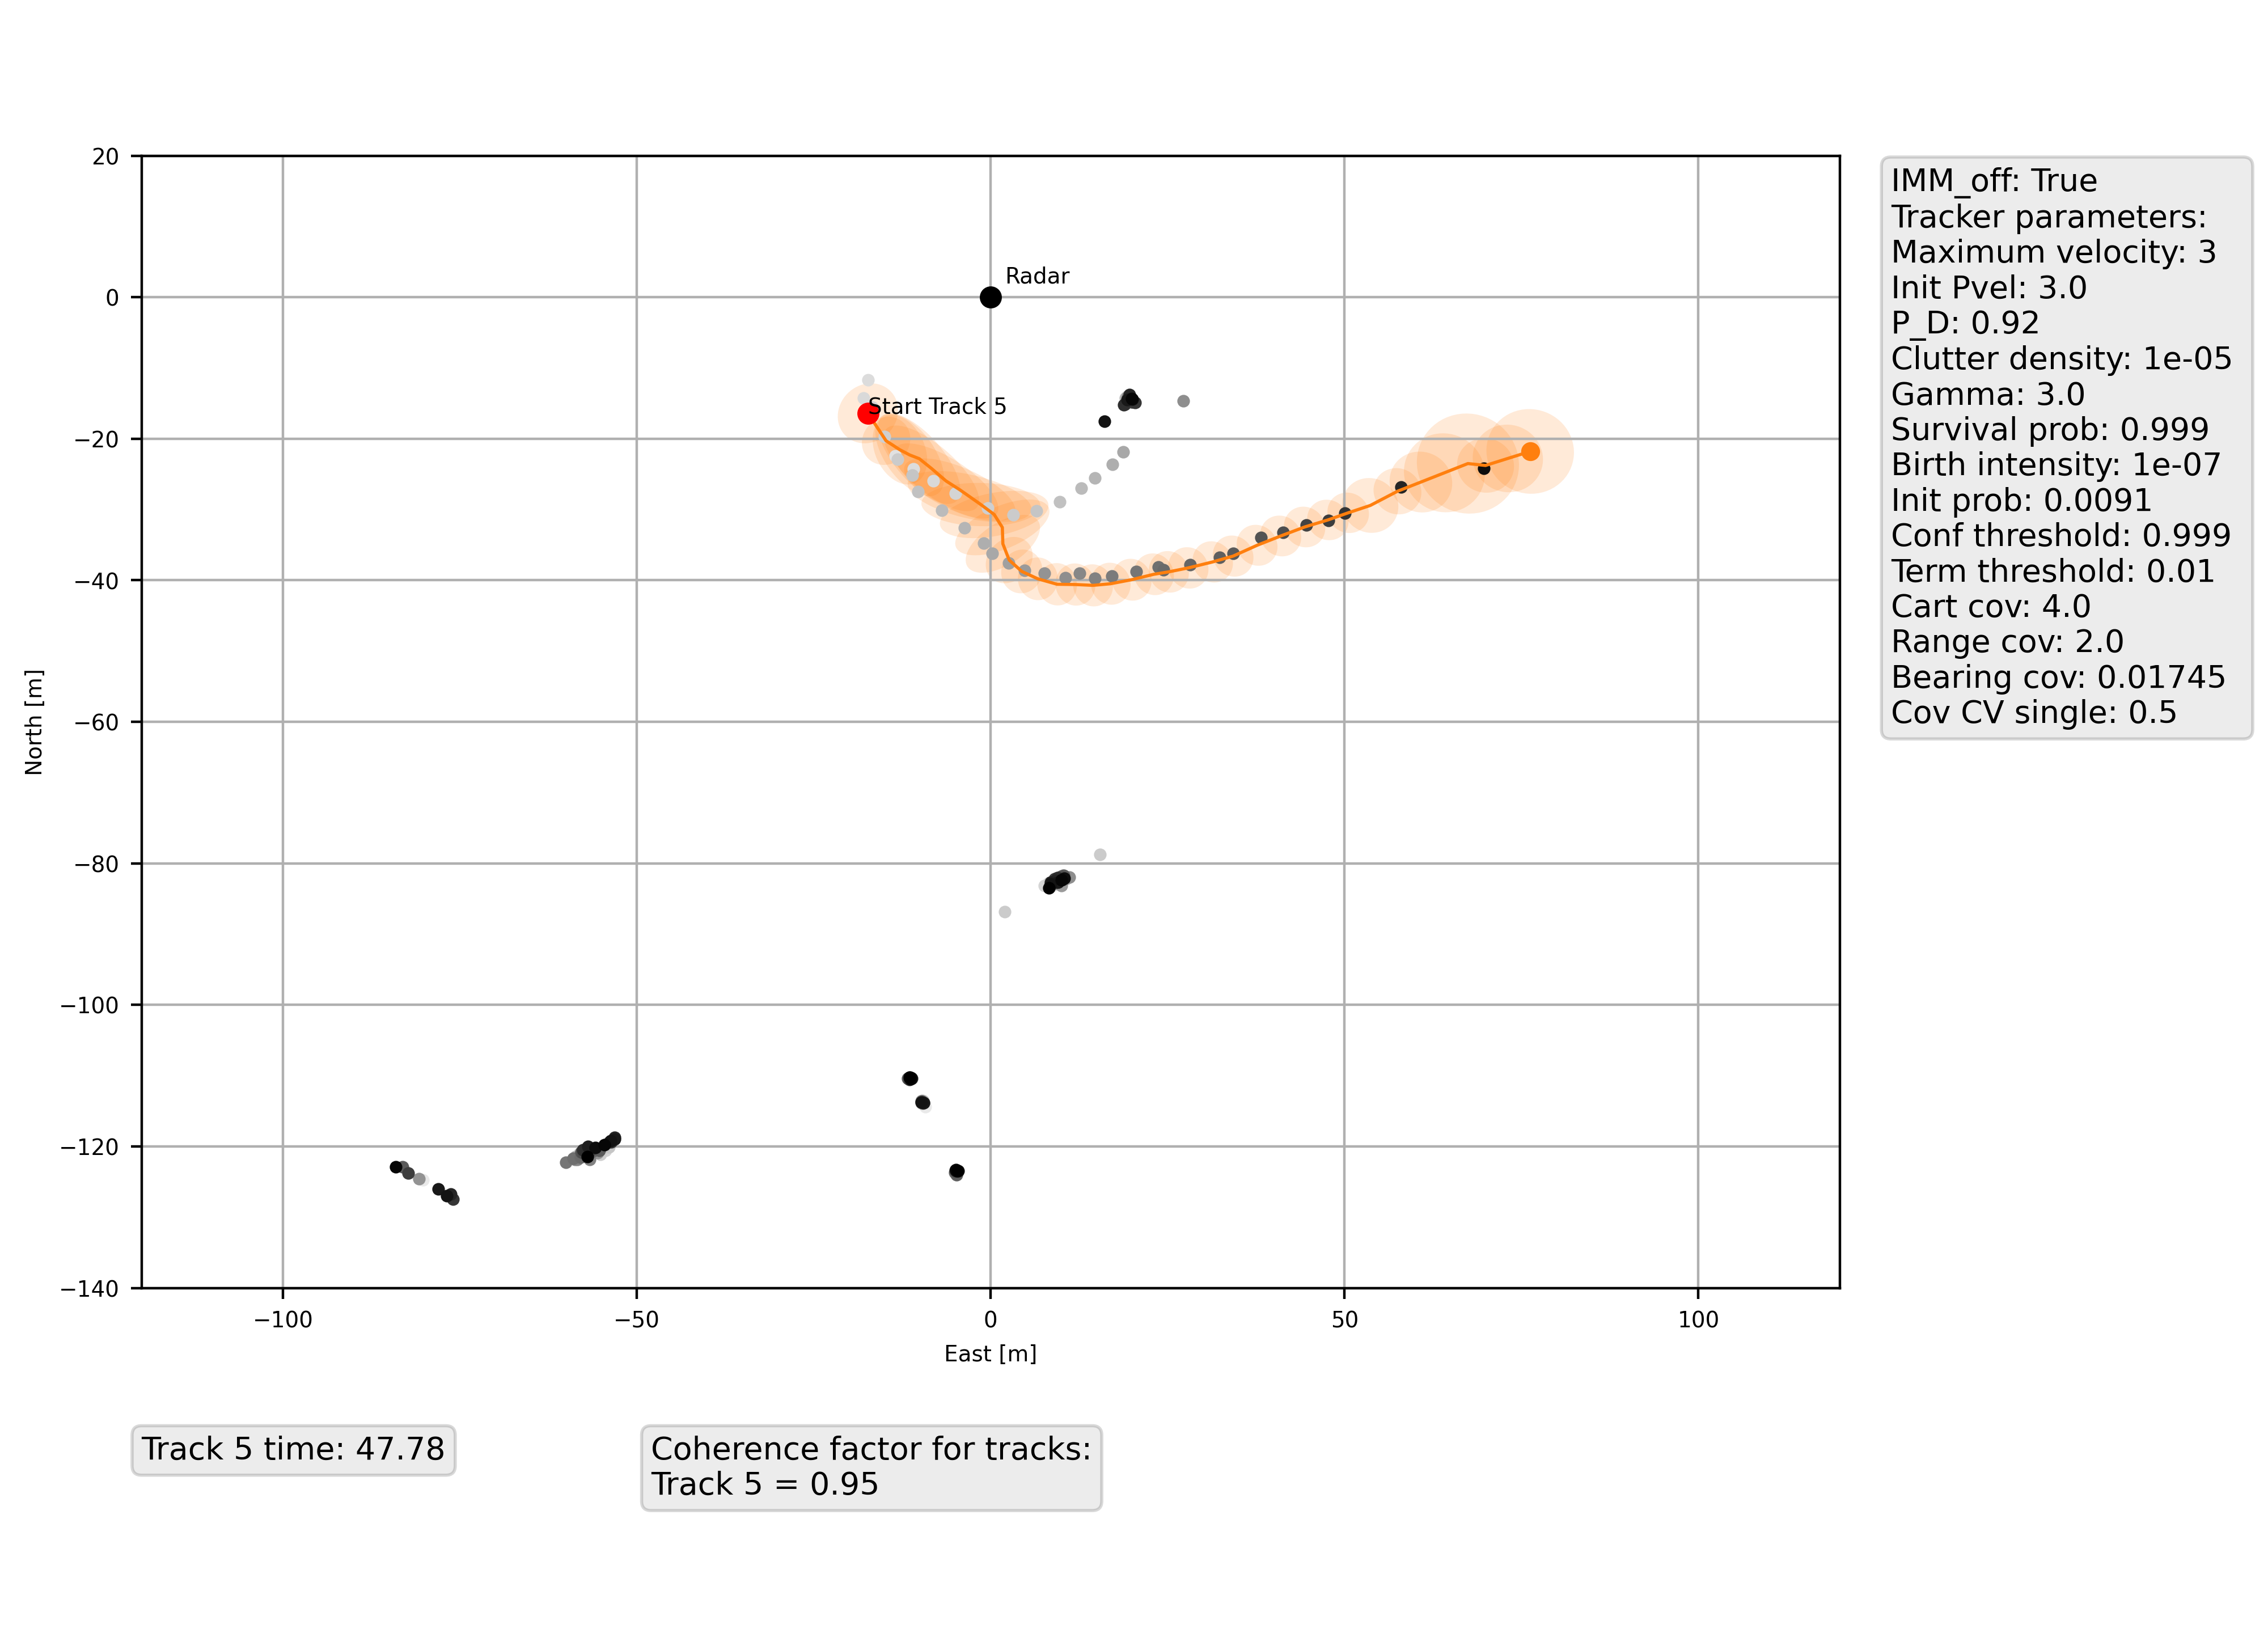 20
0
−20
−40
−60
−80
−100
−120
−140
−100
−50
0
50
100
North [m]
East [m]
Radar
Start Track 5
IMM_off: True
Tracker parameters:
Maximum velocity: 3
Init Pvel: 3.0
P_D: 0.92
Clutter density: 1e-05
Gamma: 3.0
Survival prob: 0.999
Birth intensity: 1e-07
Init prob: 0.0091
Conf threshold: 0.999
Term threshold: 0.01
Cart cov: 4.0
Range cov: 2.0
Bearing cov: 0.01745
Cov CV single: 0.5
Track 5 time: 47.78
Coherence factor for tracks:
Track 5 = 0.95